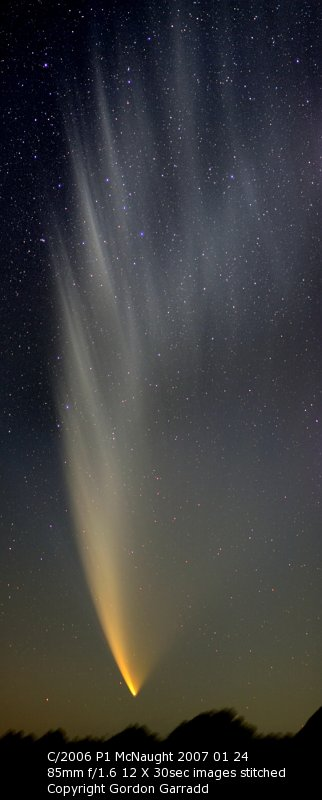 C/2006 P1 McNaught 2007 01 24
85mm f/1.6 12 X 30sec images stitched
Copyright Gordon Garradd